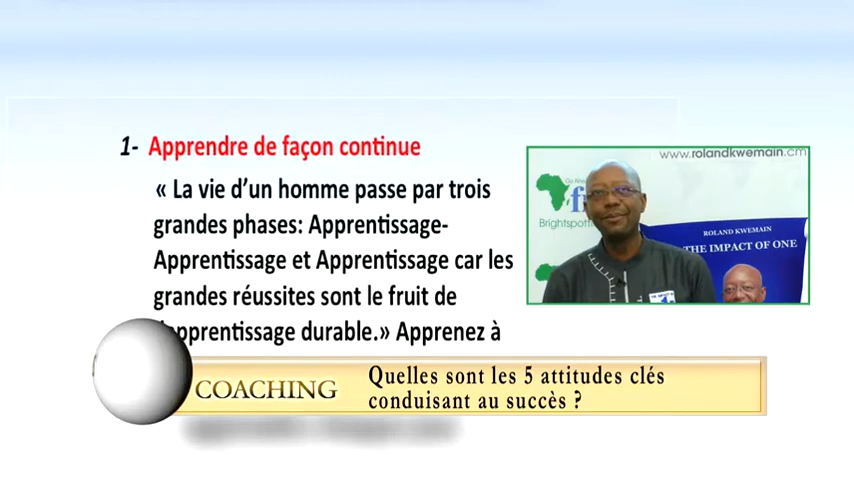 1- Apprendre de façon continue
« La vie d'un homme passe par trois
grandes phases: Apprentissage-
Apprentissage et Apprentissage car les
grandes réussites sont le fruit de
l'apprentissage durable.» Apprenez à
www.rolandkwemain.cm
Brightspott
ROLAND KWEMAIN
THE IMPACT OF ONE
COACHING
Quelles sont les 5 attitudes clés
conduisant au succès ?